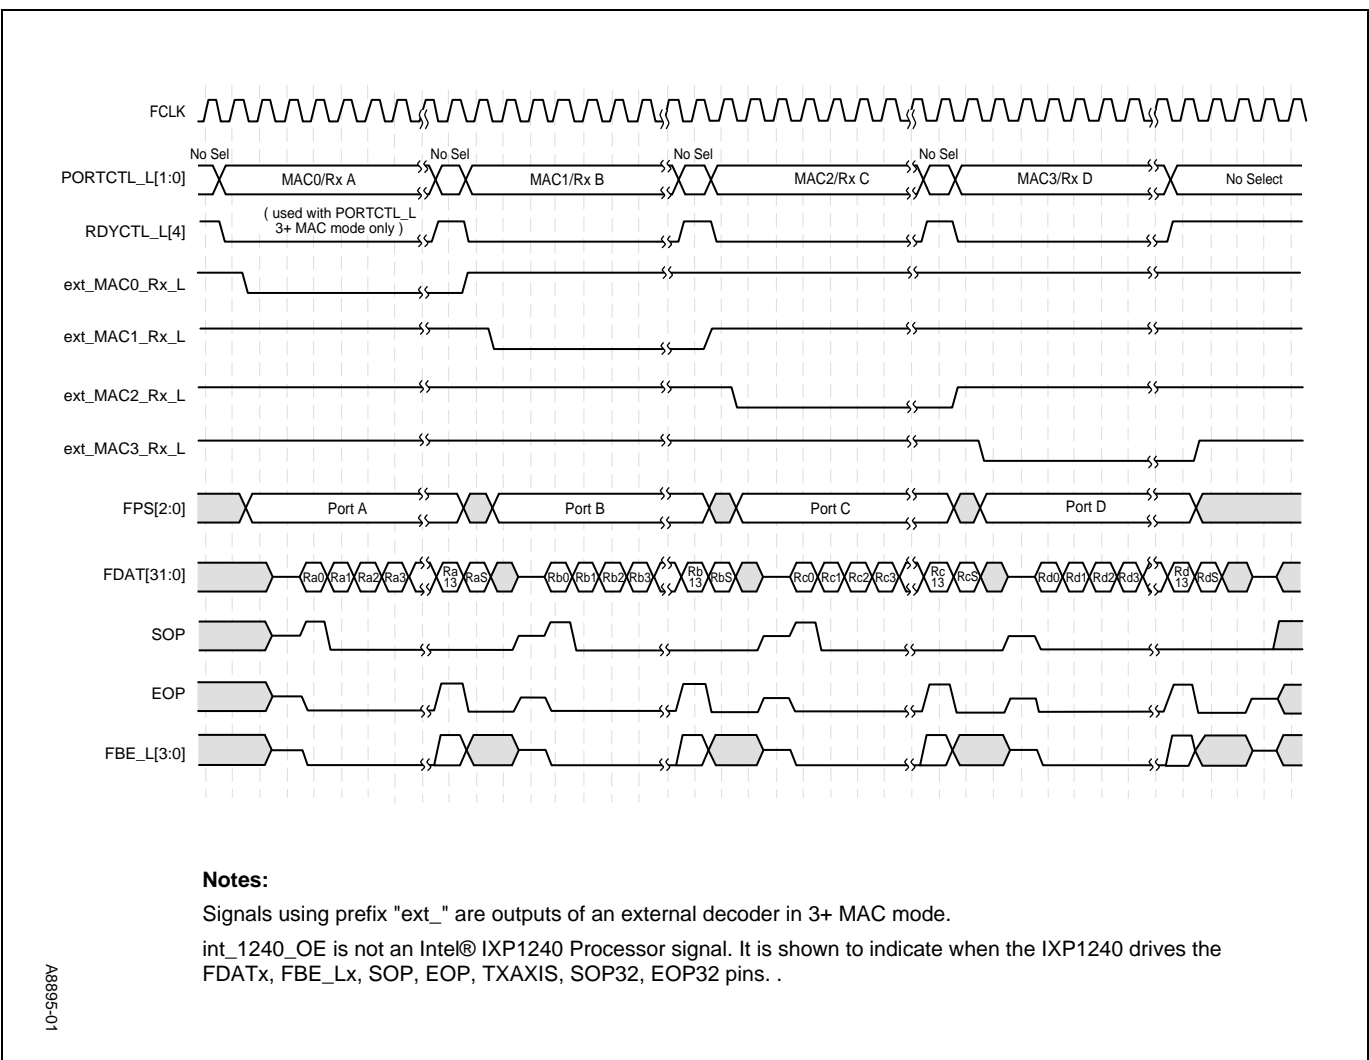 FCLK
No Sel No Sel No Sel No Sel
PORTCTL_L[1:0] MAC0/Rx A MAC1/Rx B MAC2/Rx C MAC3/Rx D No Select
( used with PORTCTL_L
3+ MAC mode only )
RDYCTL_L[4]
ext_MAC0_Rx_L
ext_MAC1_Rx_L
ext_MAC2_Rx_L
ext_MAC3_Rx_L
FPS[2:0] Port A Port B Port C Port D
FDAT[31:0] Ra0 Ra1 Ra2 Ra3 Ra 13 RaS Rb0 Rb1 Rb2 Rb3 Rb 13 RbS Rc0 Rc1 Rc2 Rc3 Rc 13 RcS Rd0 Rd1 Rd2 Rd3 Rd 13 RdS
SOP
EOP
FBE_L[3:0]
Notes:
Signals using prefix "ext_" are outputs of an external decoder in 3+ MAC mode.
int_1240_OE is not an Intel® IXP1240 Processor signal. It is shown to indicate when the IXP1240 drives the
FDATx, FBE_Lx, SOP, EOP, TXAXIS, SOP32, EOP32 pins. .
A8895-01